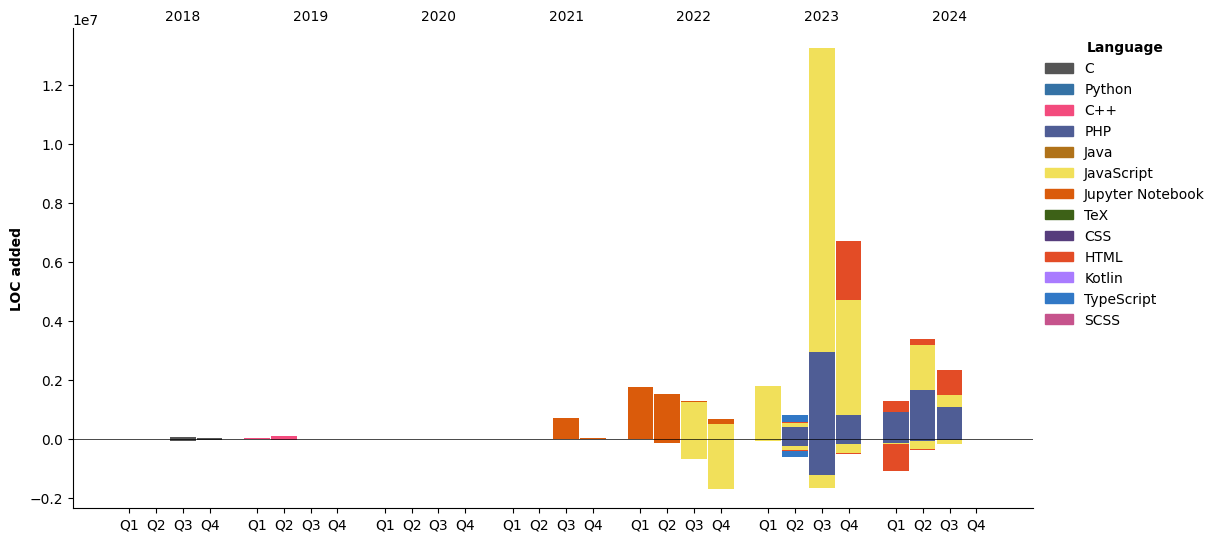 2018 2019 2020 2021 2022 2023 2024
1e7
Language
C
Python
C++
PHP
Java
JavaScript
Jupyter Notebook
TeX
CSS
HTML
Kotlin
TypeScript
SCSS
LOC added
1.2
1.0
0.8
0.6
0.4
0.2
0.0
−0.2
Q1 Q2 Q3 Q4 Q1 Q2 Q3 Q4 Q1 Q2 Q3 Q4 Q1 Q2 Q3 Q4 Q1 Q2 Q3 Q4 Q1 Q2 Q3 Q4 Q1 Q2 Q3 Q4